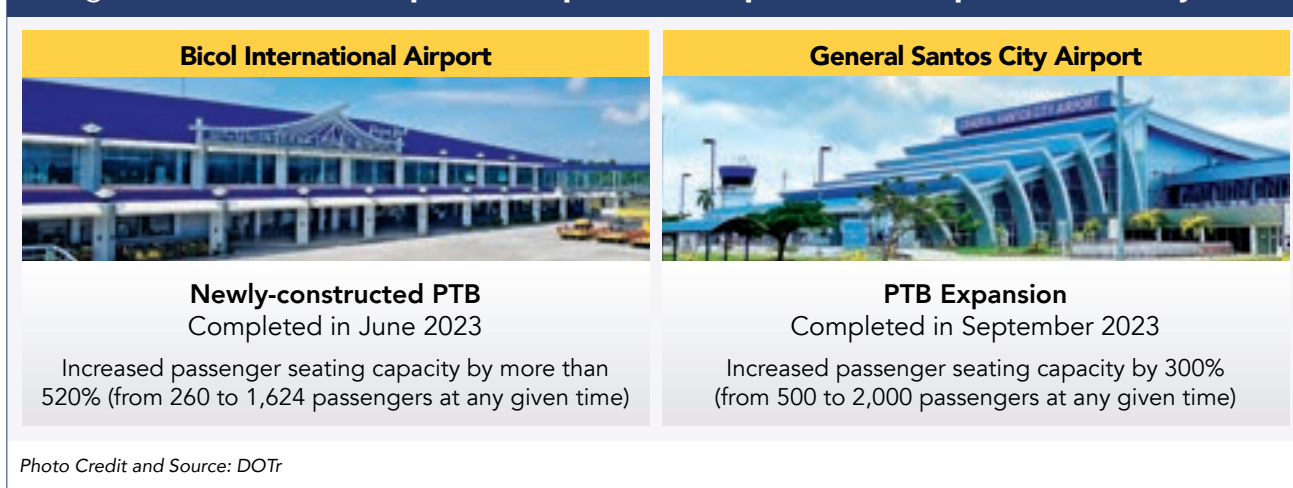 Bicol International Airport
General Santos City Airport
GENERAL SANTOS CITY AIRPORT
Newly-constructed PTB
Completed in June 2023
Increased passenger seating capacity by more than
520% (from 260 to 1,624 passengers at any given time)
PTB Expansion
Completed in September 2023
Increased passenger seating capacity by 300%
(from 500 to 2,000 passengers at any given time)
Photo Credit and Source: DOTr